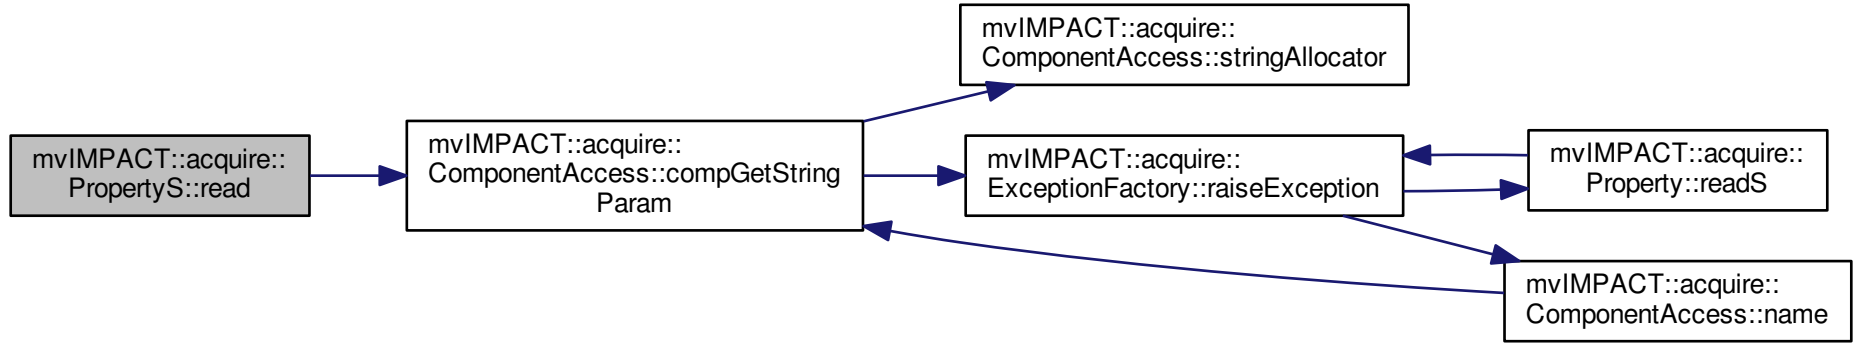 mvIMPACT::acquire::
PropertyS::read
mvIMPACT::acquire::
ComponentAccess::compGetString
Param
mvIMPACT::acquire::
ComponentAccess::stringAllocator
mvIMPACT::acquire::
ExceptionFactory::raiseException
mvIMPACT::acquire::
Property::readS
mvIMPACT::acquire::
ComponentAccess::name